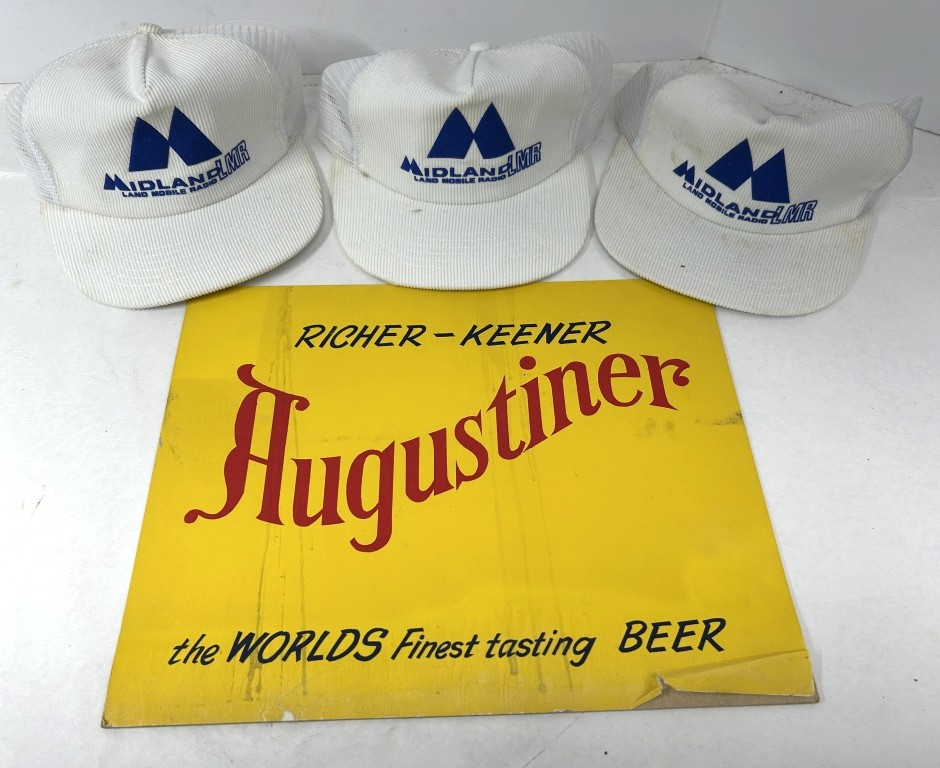 MIDLAND LMR
LAND MOBILE RADIO
MIDLAND LMR
LAND MOBILE RADIO
MIDLAND LMR
LAND MOBILE RADIO
RICHER - KEENER
Augustiner
the WORLDS Finest tasting BEER